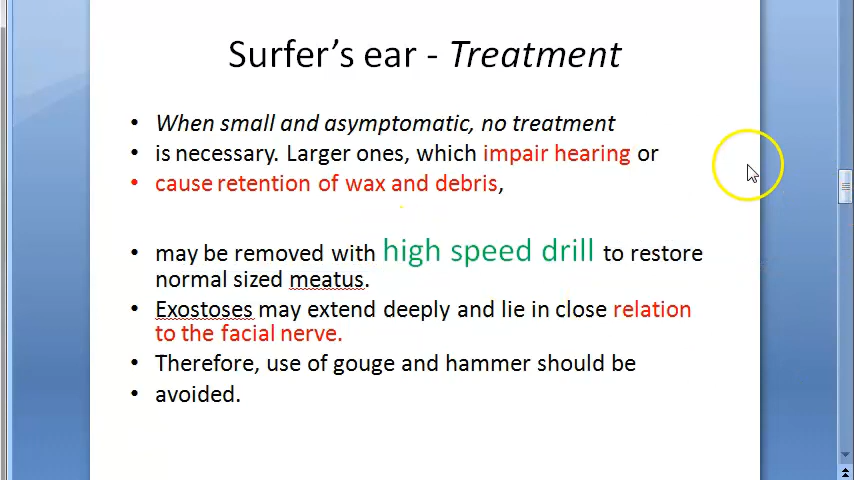 Surfer's ear - Treatment
• When small and asymptomatic, no treatment
• is necessary. Larger ones, which impair hearing or
• cause retention of wax and debris,
• may be removed with high speed drill to restore
normal sized meatus.
• Exostoses may extend deeply and lie in close relation
to the facial nerve.
• Therefore, use of gouge and hammer should be
• avoided.